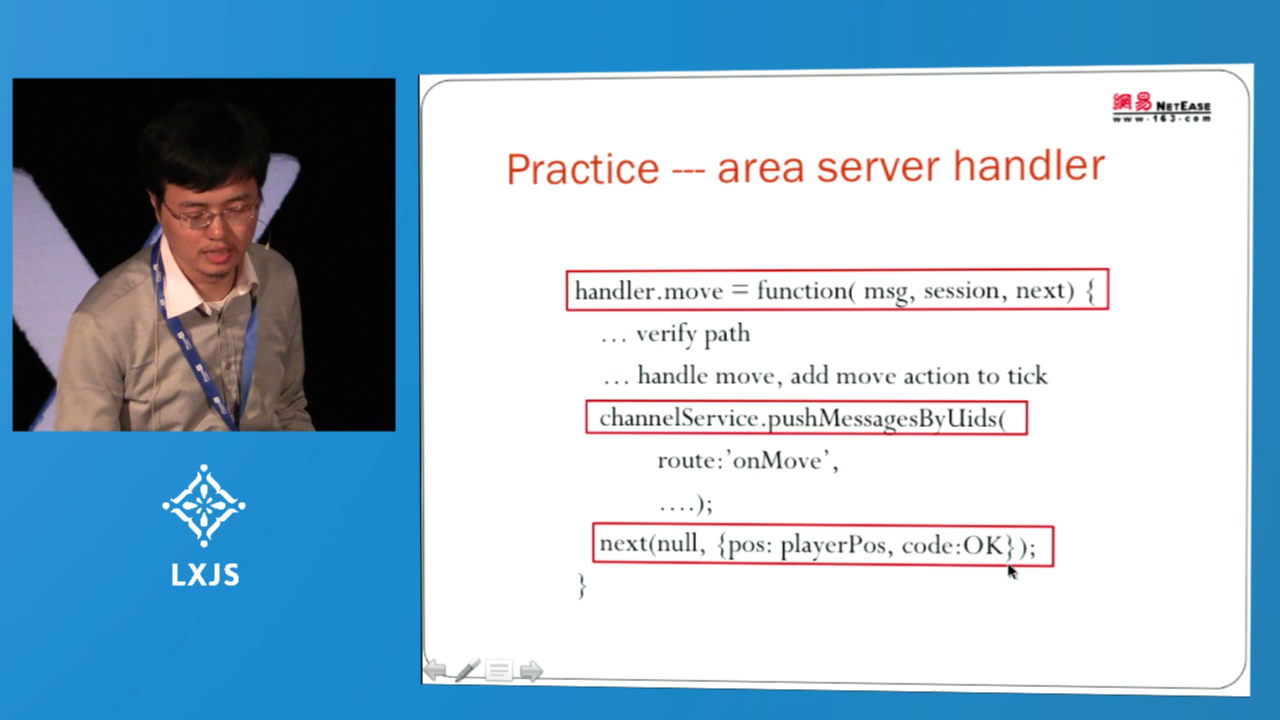 網易 NETEASE
www.163.com
Practice --- area server handler
handler.move = function( msg, session, next) {
... verify path
... handle move, add move action to tick
channelService.pushMessagesByUids(
route:’onMove’,
....);
next(null, {pos: playerPos, code:OK});
}
LXJS